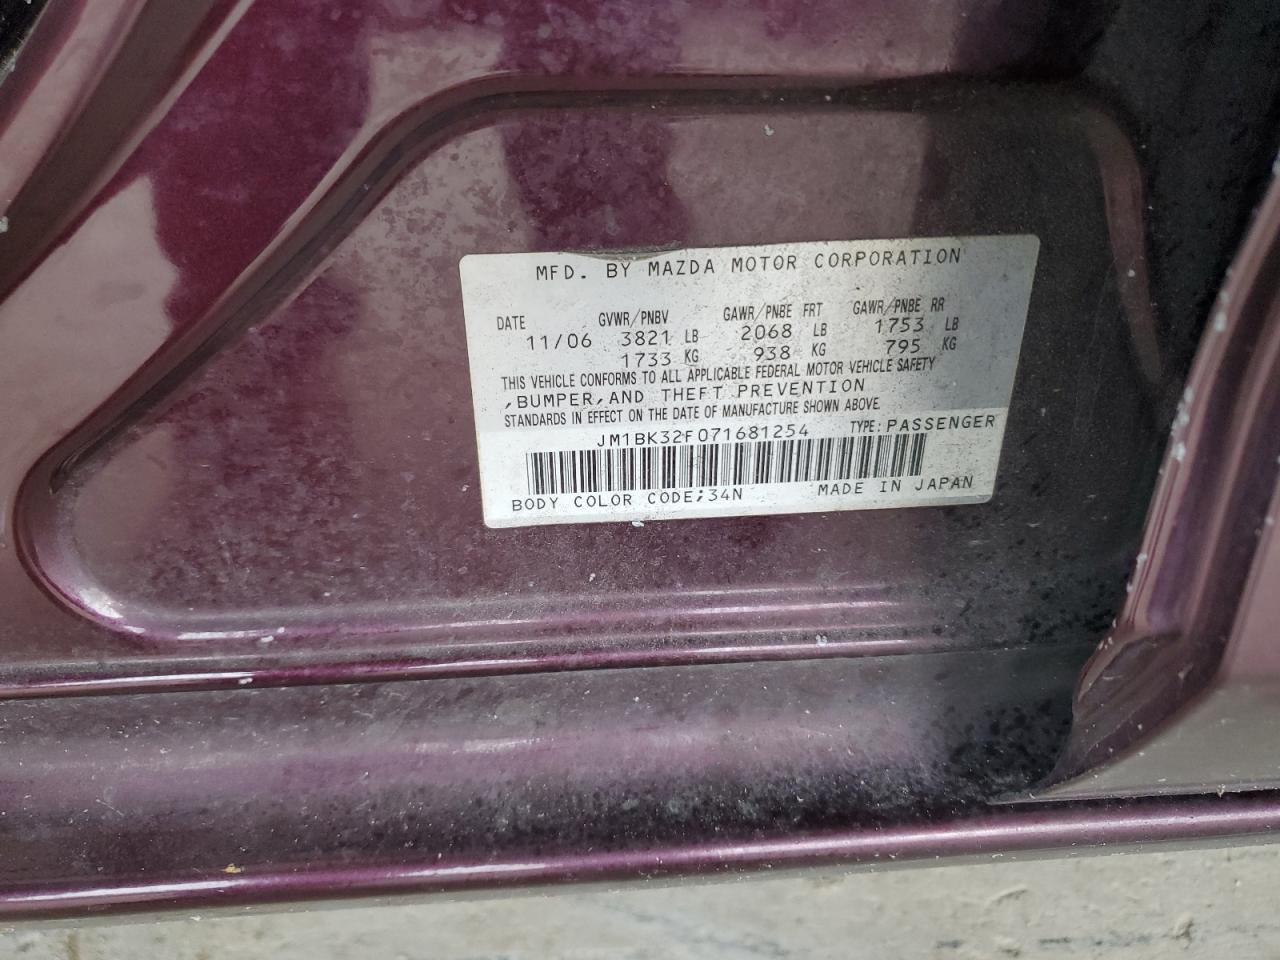 MFD. BY MAZDA MOTOR CORPORATION
DATE GVWR/PNBV GAWR/PNBE FRT GAWR/PNBE RR
11/06 3821 LB 2068 LB 1753 LB
1733 KG 938 KG 795 KG
THIS VEHICLE CONFORMS TO ALL APPLICABLE FEDERAL MOTOR VEHICLE SAFETY
,BUMPER,AND THEFT PREVENTION
STANDARDS IN EFFECT ON THE DATE OF MANUFACTURE SHOWN ABOVE.
JM1BK32F071681254 TYPE:PASSENGER
BODY COLOR CODE;34N MADE IN JAPAN